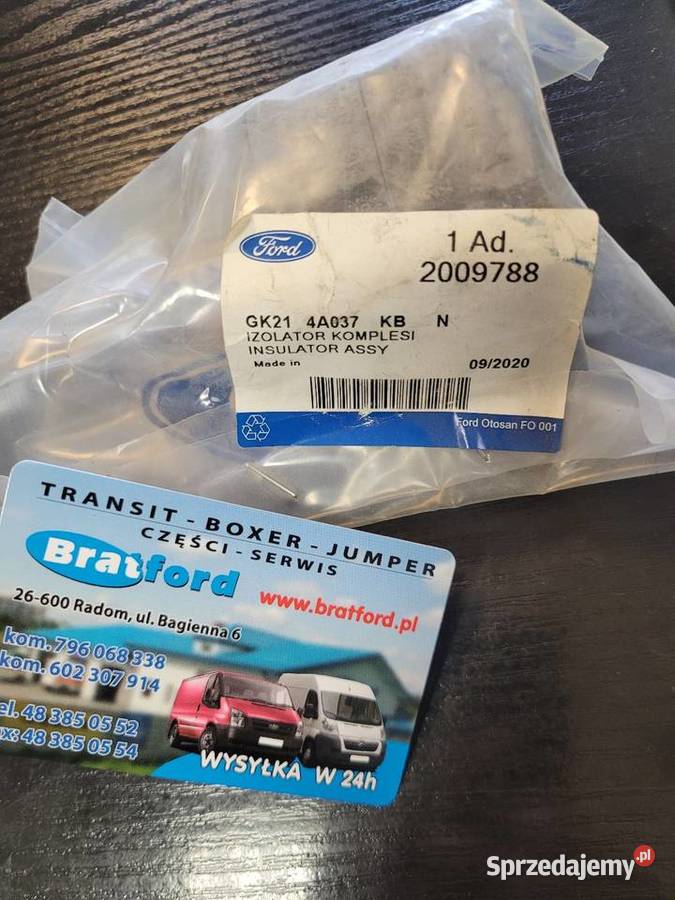 Ford
1 Ad.
2009788
GK21 4A037 KB N
IZOLATOR KOMPLESI
INSULATOR ASSY
Made in
09/2020
Ford Otosan FO 001
TRANSIT - BOXER - JUMPER
CZĘŚCI - SERWIS
Bratford
www.bratford.pl
26-600 Radom, ul. Bagienna 6
kom. 796 068 338
kom. 602 307 914
tel. 48 385 05 52
fax: 48 385 05 54
WYSYŁKA W 24h
Sprzedajemy.pl